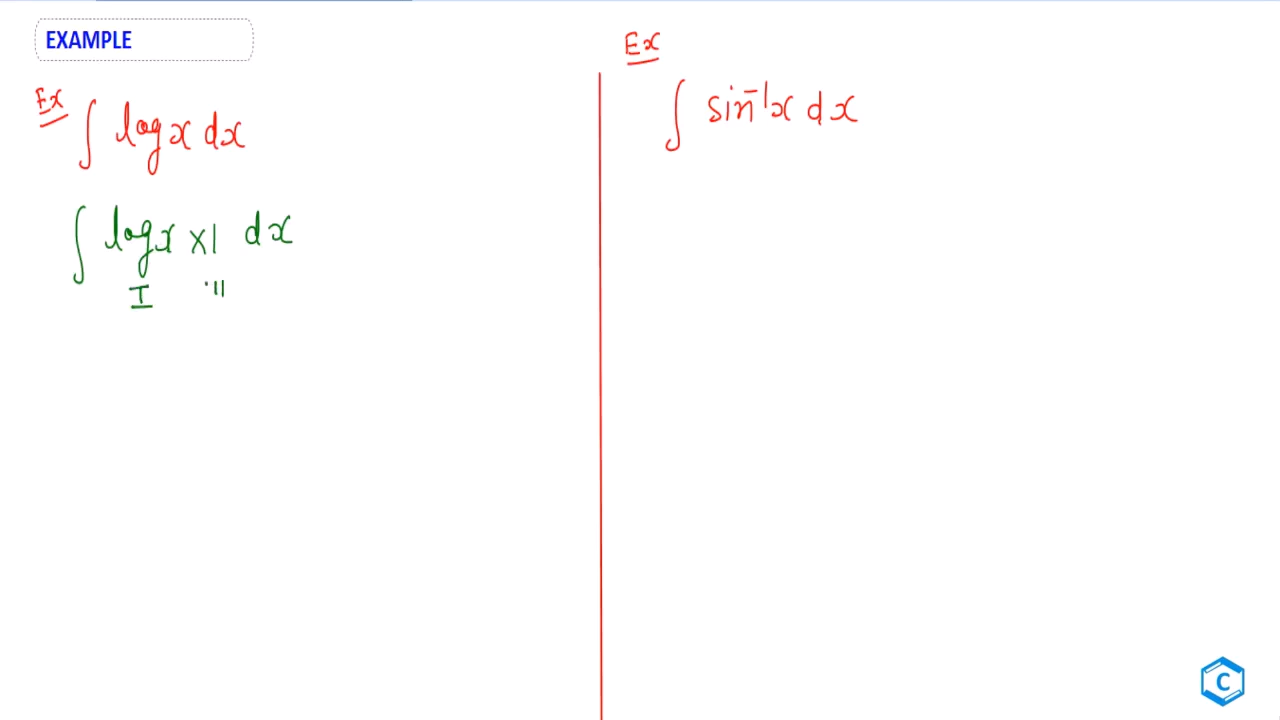 EXAMPLE
Ex
∫ log x dx
∫ log x × 1 dx
I II
Ex
∫ sin⁻¹x dx
C